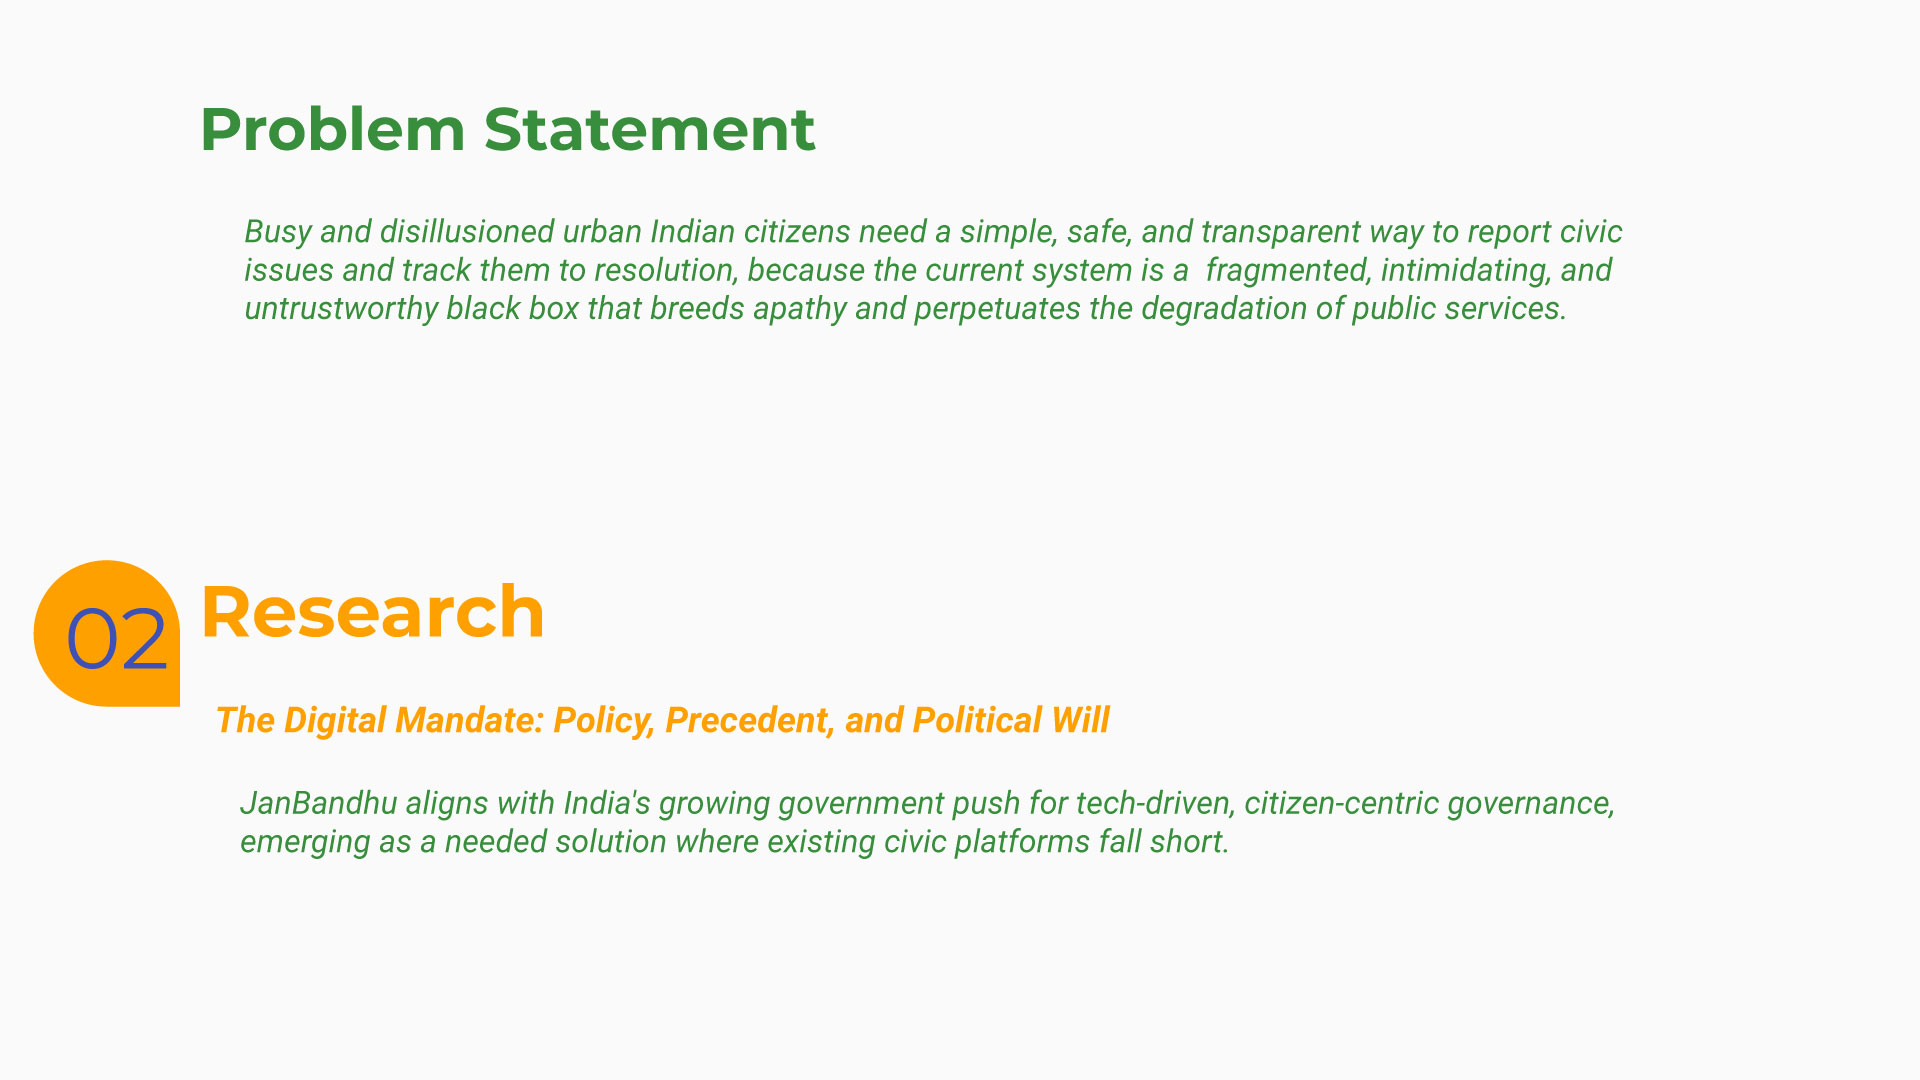 Problem Statement
Busy and disillusioned urban Indian citizens need a simple, safe, and transparent way to report civic
issues and track them to resolution, because the current system is a  fragmented, intimidating, and
untrustworthy black box that breeds apathy and perpetuates the degradation of public services.
02
Research
The Digital Mandate: Policy, Precedent, and Political Will
JanBandhu aligns with India's growing government push for tech-driven, citizen-centric governance,
emerging as a needed solution where existing civic platforms fall short.